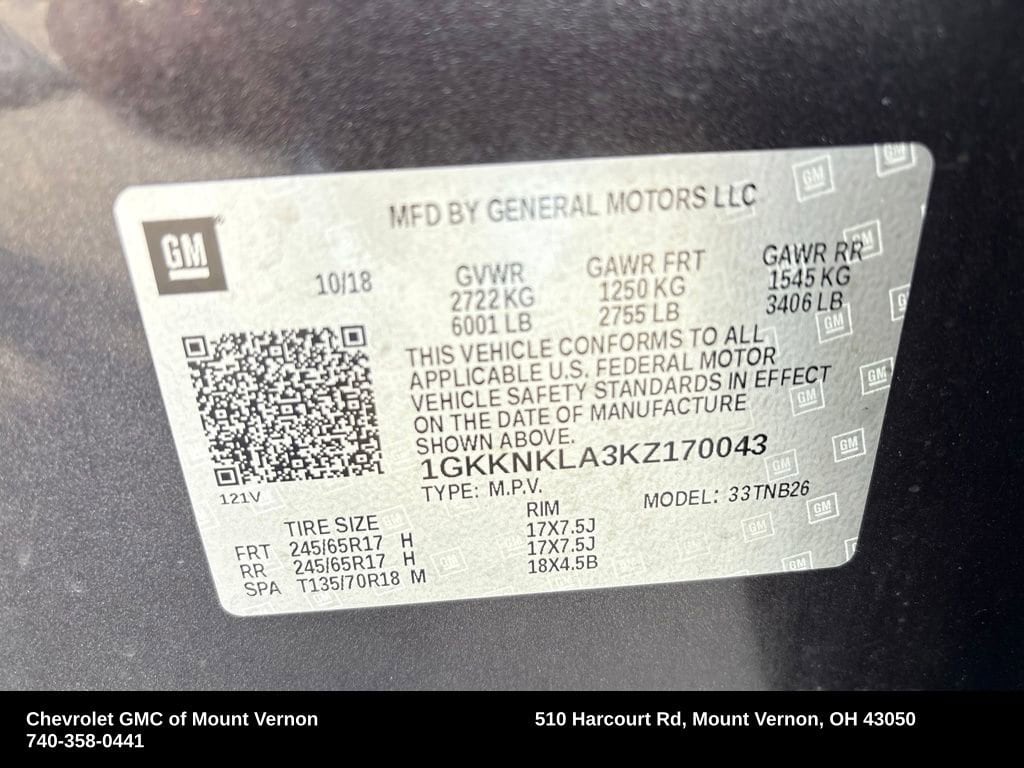 MFD BY GENERAL MOTORS LLC
GM
10/18
GVWR
2722 KG
6001 LB
GAWR FRT
1250 KG
2755 LB
GAWR RR
1545 KG
3406 LB
THIS VEHICLE CONFORMS TO ALL
APPLICABLE U.S. FEDERAL MOTOR
VEHICLE SAFETY STANDARDS IN EFFECT
ON THE DATE OF MANUFACTURE
SHOWN ABOVE.
1GKKNKLA3KZ170043
121V
TYPE: M.P.V.
MODEL: 33TNB26
TIRE SIZE RIM
FRT 245/65R17 H 17X7.5J
RR 245/65R17 H 17X7.5J
SPA T135/70R18 M 18X4.5B
Chevrolet GMC of Mount Vernon
740-358-0441
510 Harcourt Rd, Mount Vernon, OH 43050